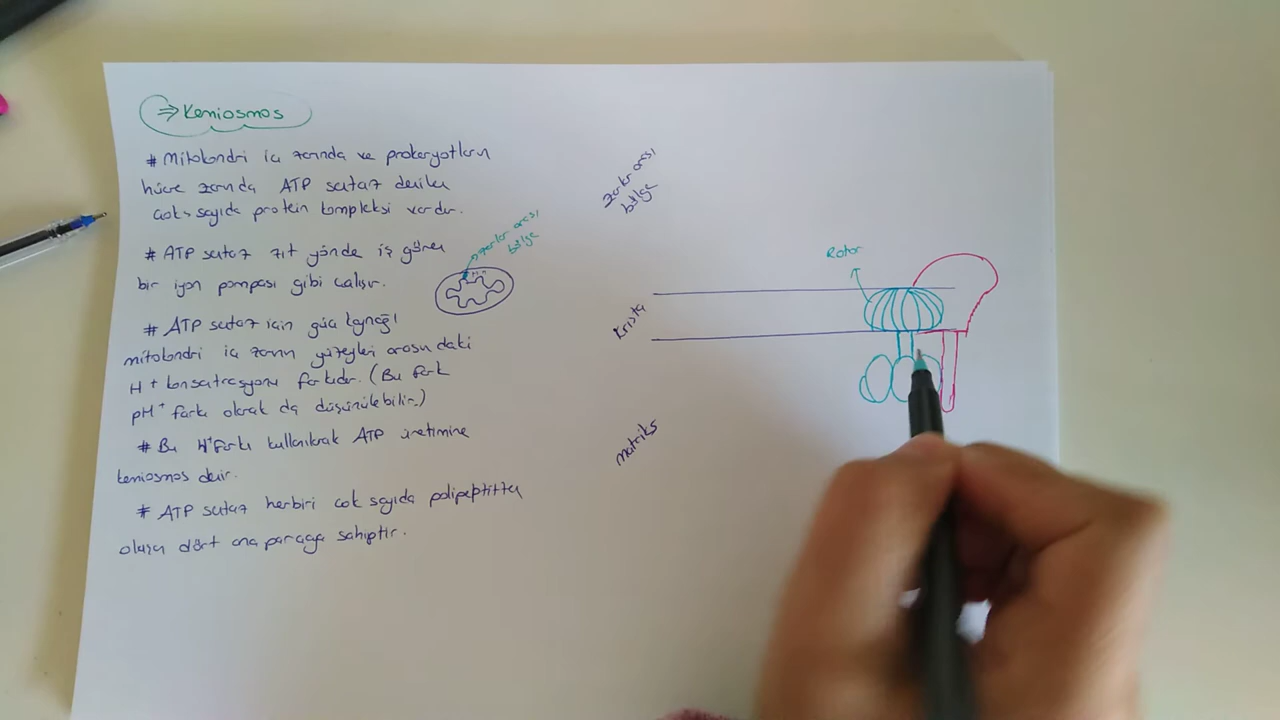 ⇒ Kemiosmos
# Mitokondri iç zarında ve prokaryotların
hücre zarında ATP sentaz denilen
çok sayıda protein kompleksi vardır.
# ATP sentaz zıt yönde iş gören
bir iyon pompası gibi çalışır.
zarlar arası
bölge
# ATP sentaz için güç kaynağı
mitokondri iç zarın yüzeyleri arasındaki
H+ konsantrasyonu farkıdır. (Bu fark
pH+ farkı olarak da düşünülebilir.)
# Bu H+ farkı kullanılarak ATP üretimine
kemiosmos denir.
# ATP sentaz herbiri çok sayıda polipeptitten
oluşan dört ana parçaya sahiptir.
zarlar arası
bölge
Rotor
Krista
matriks